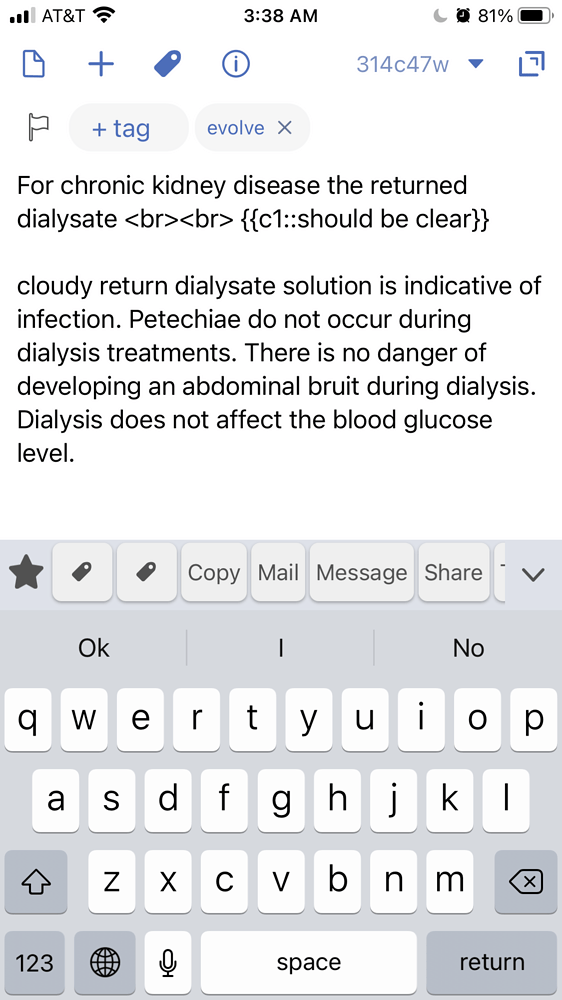 AT&T 3:38 AM 81%
314c47w
+ tag evolve ×
For chronic kidney disease the returned
dialysate <br><br> {{c1::should be clear}}
cloudy return dialysate solution is indicative of
infection. Petechiae do not occur during
dialysis treatments. There is no danger of
developing an abdominal bruit during dialysis.
Dialysis does not affect the blood glucose
level.
Copy Mail Message Share
Ok I No
q w e r t y u i o p
a s d f g h j k l
z x c v b n m
123 space return